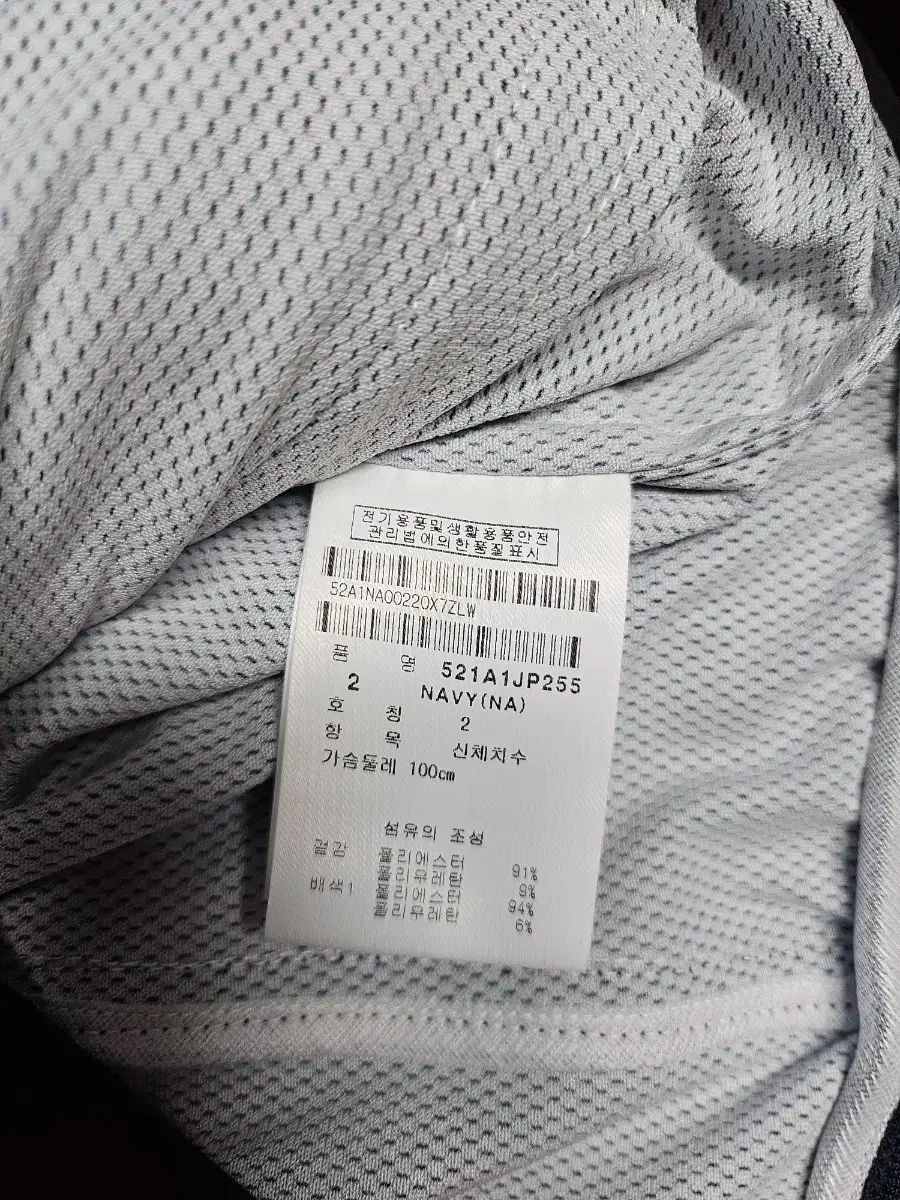 전기용품및생활용품안전
관리법에의한품질표시
52A1NA00220X7ZLW
품 명 521A1JP255
2 NAVY(NA)
호 칭 2
항 목 신체치수
가슴둘레 100cm
섬유의 조성
겉감 폴리에스터 91%
폴리우레탄 9%
배색1 폴리에스터 94%
폴리우레탄 6%